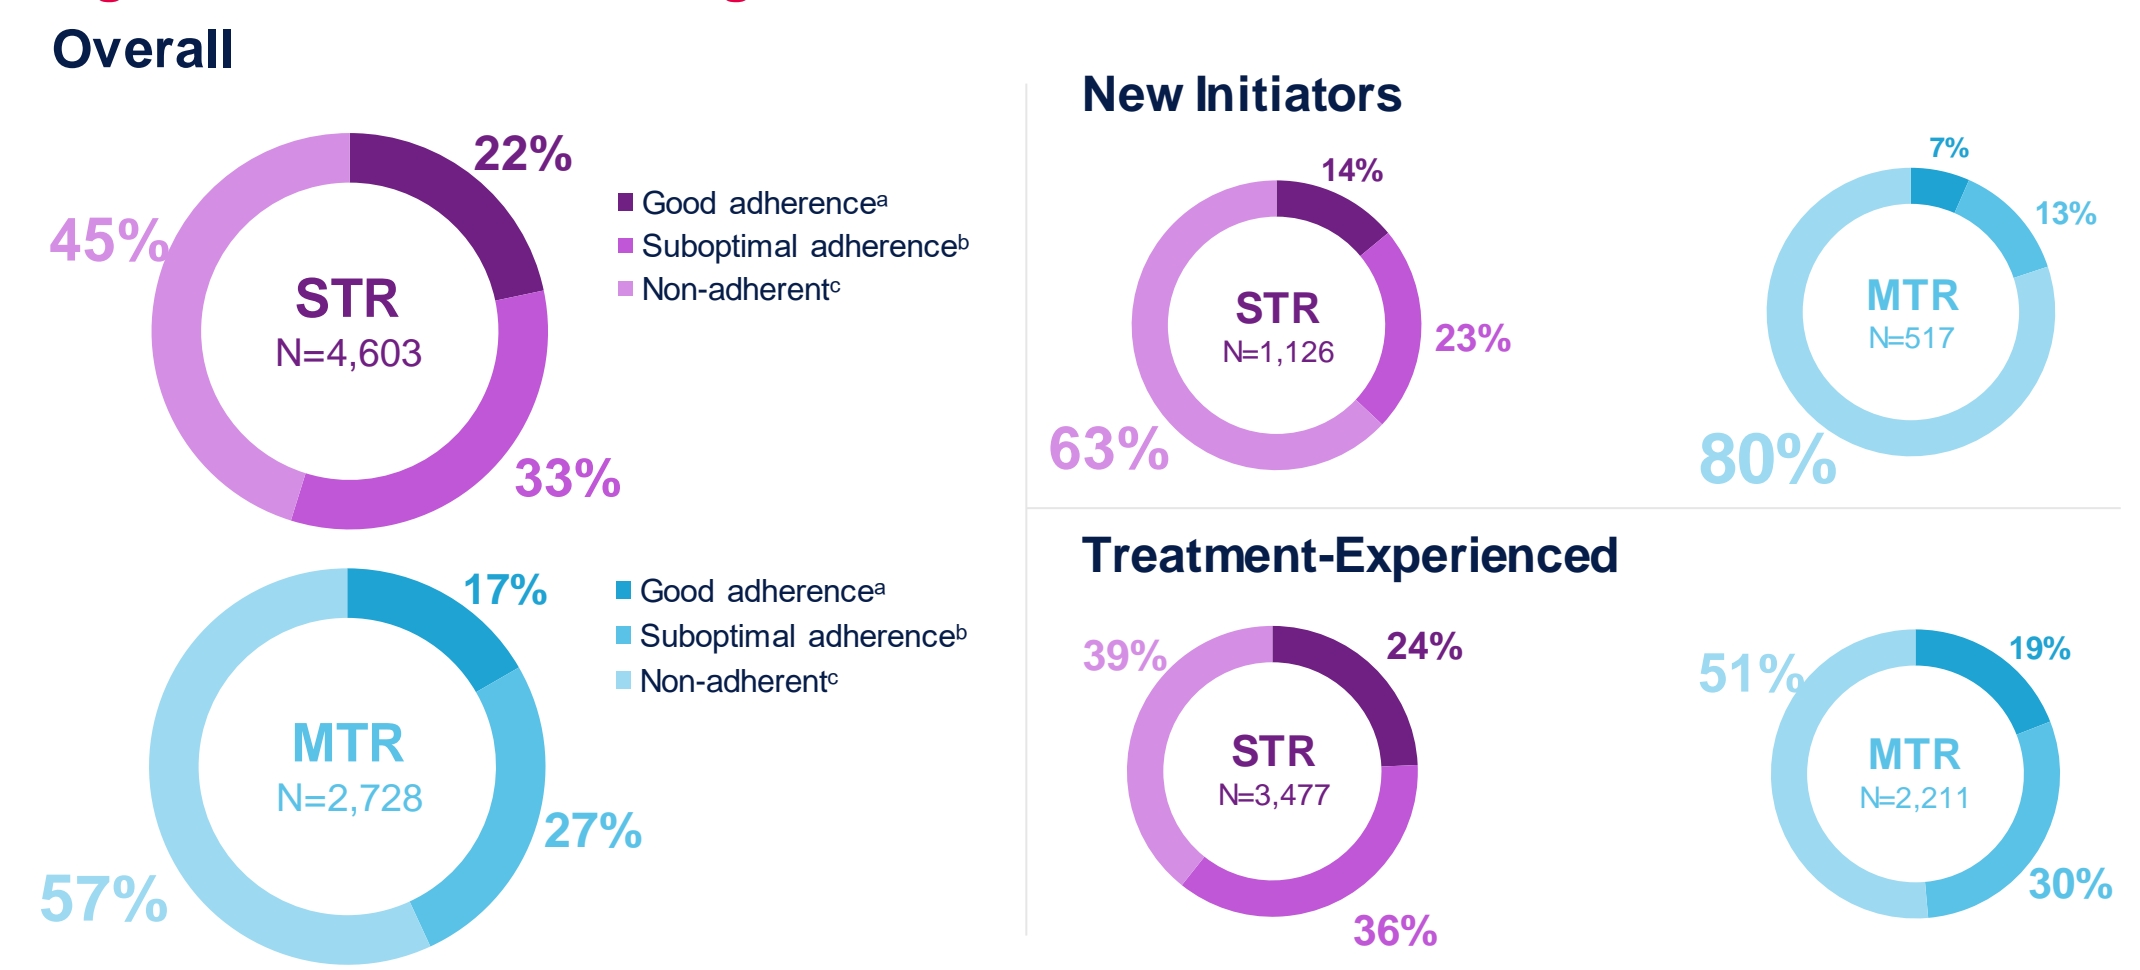 Overall
22%
45%
STR
N=4,603
33%
Good adherenceᵃ
Suboptimal adherenceᵇ
Non-adherentᶜ
17%
MTR
N=2,728
27%
57%
Good adherenceᵃ
Suboptimal adherenceᵇ
Non-adherentᶜ
New Initiators
14%
STR
N=1,126
23%
63%
7%
13%
MTR
N=517
80%
Treatment-Experienced
39%
24%
STR
N=3,477
36%
51%
19%
MTR
N=2,211
30%